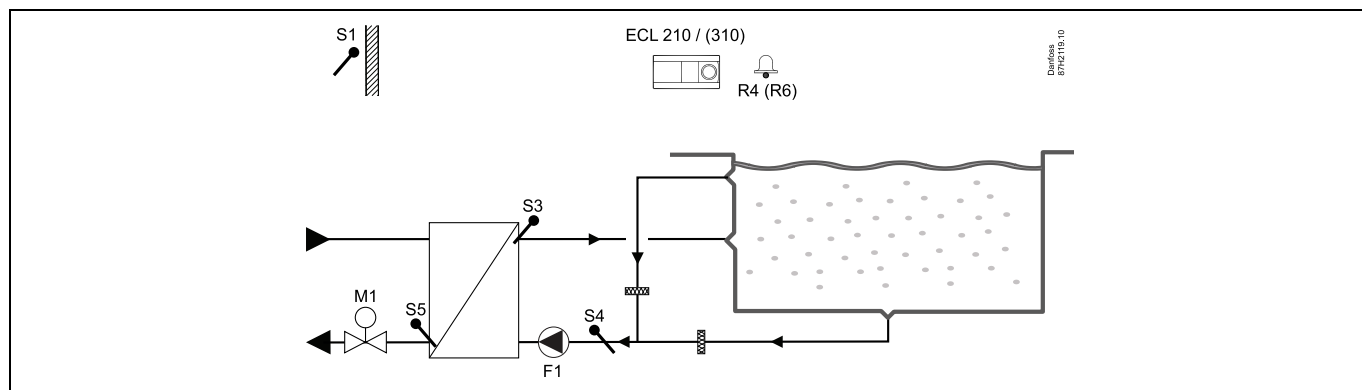 S1
ECL 210 / (310)
Danfoss
87H2119.10
R4 (R6)
S3
M1
S5
S4
F1